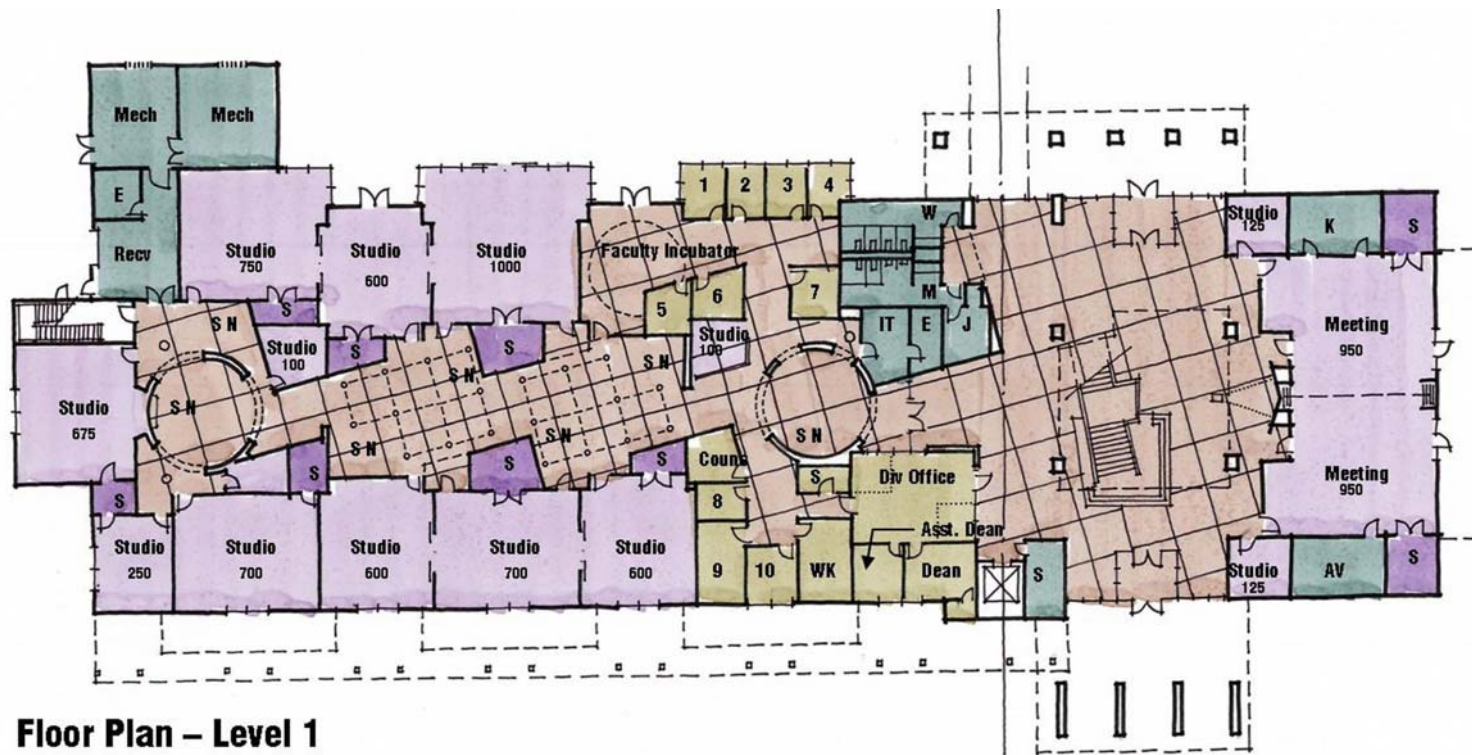 Mech
Mech
E
Recv
Studio
750
Studio
600
Studio
1000
Faculty Incubator
1
2
3
4
5
6
7
W
M
IT
E
J
Studio
125
K
S
Meeting
950
Meeting
950
S N
S
Studio
100
S
S N
S
S N
Studio
100
Studio
675
S N
S N
S N
S N
S
S
S
S
S
Couns
8
9
10
WK
S
Div Office
Asst. Dean
Dean
S
Studio
250
Studio
700
Studio
600
Studio
700
Studio
600
Studio
125
AV
S
Floor Plan – Level 1